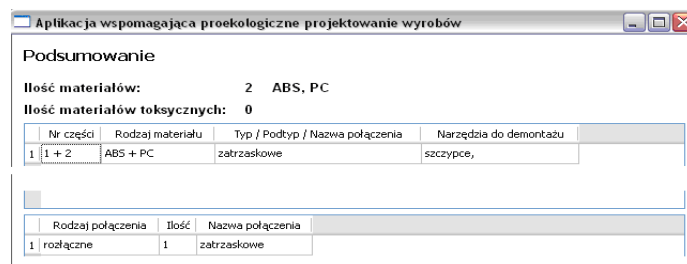 Aplikacja wspomagająca proekologiczne projektowanie wyrobów
Podsumowanie
Ilość materiałów: 2 ABS, PC
Ilość materiałów toksycznych: 0
Nr części Rodzaj materiału Typ / Podtyp / Nazwa połączenia Narzędzia do demontażu
1 1 + 2 ABS + PC zatrzaskowe szczypce,
Rodzaj połączenia Ilość Nazwa połączenia
1 rozłączne 1 zatrzaskowe